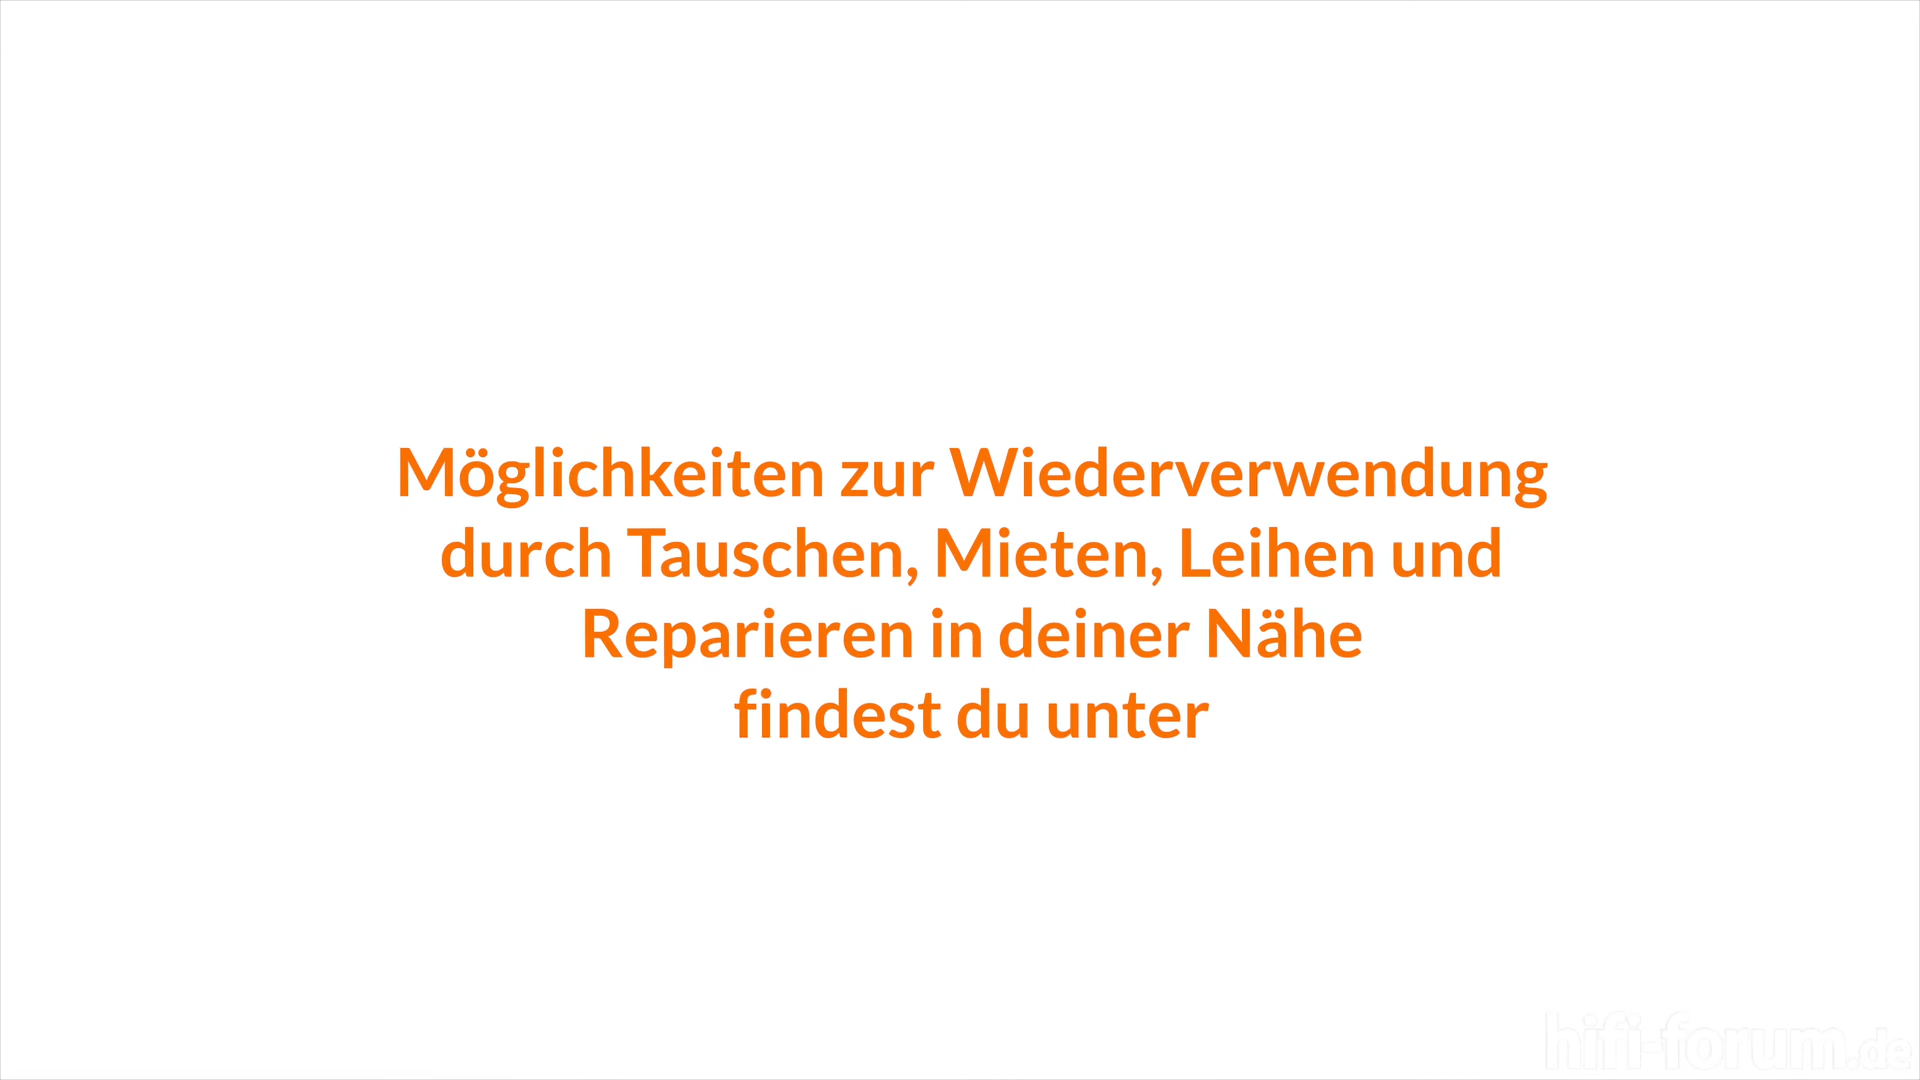 Möglichkeiten zur Wiederverwendung
durch Tauschen, Mieten, Leihen und
Reparieren in deiner Nähe
findest du unter
hifi-forum.de